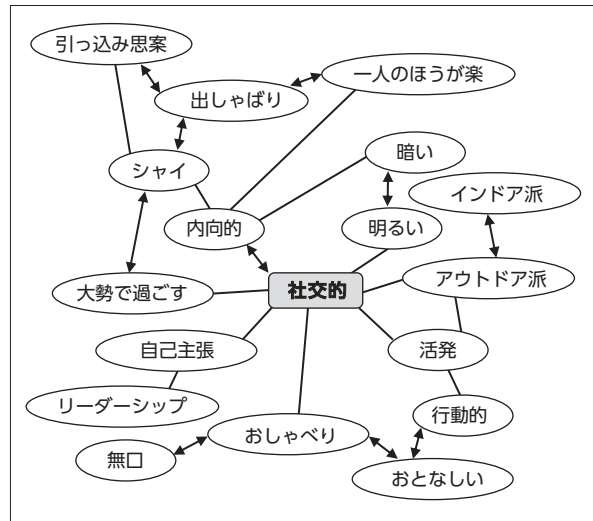 引っ込み思案
一人のほうが楽
出しゃばり
暗い
シャイ
インドア派
内向的
明るい
アウトドア派
大勢で過ごす
社交的
自己主張
活発
リーダーシップ
行動的
おしゃべり
無口
おとなしい